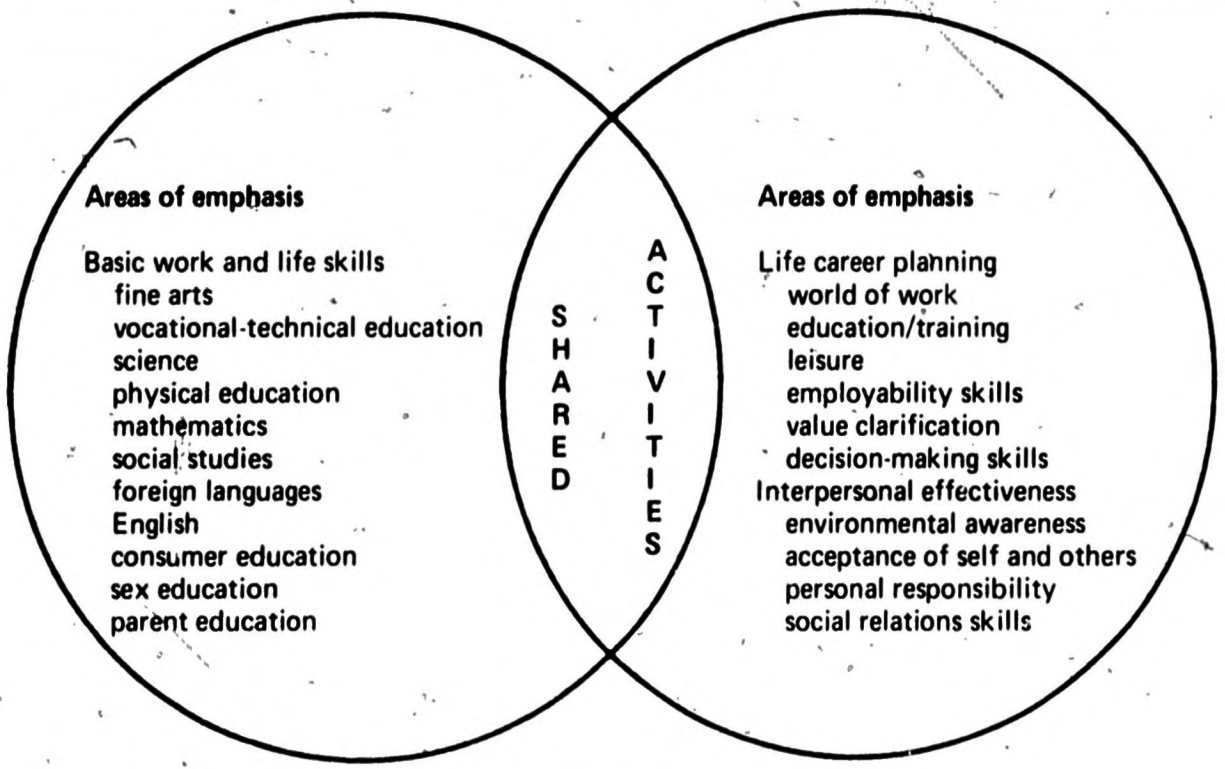 Areas of emphasis
Basic work and life skills
fine arts
vocational-technical education
science
physical education
mathematics
social studies
foreign languages
English
consumer education
sex education
parent education
SHARED
ACTIVITIES
Areas of emphasis
Life career planning
world of work
education/training
leisure
employability skills
value clarification
decision-making skills
Interpersonal effectiveness
environmental awareness
acceptance of self and others
personal responsibility
social relations skills